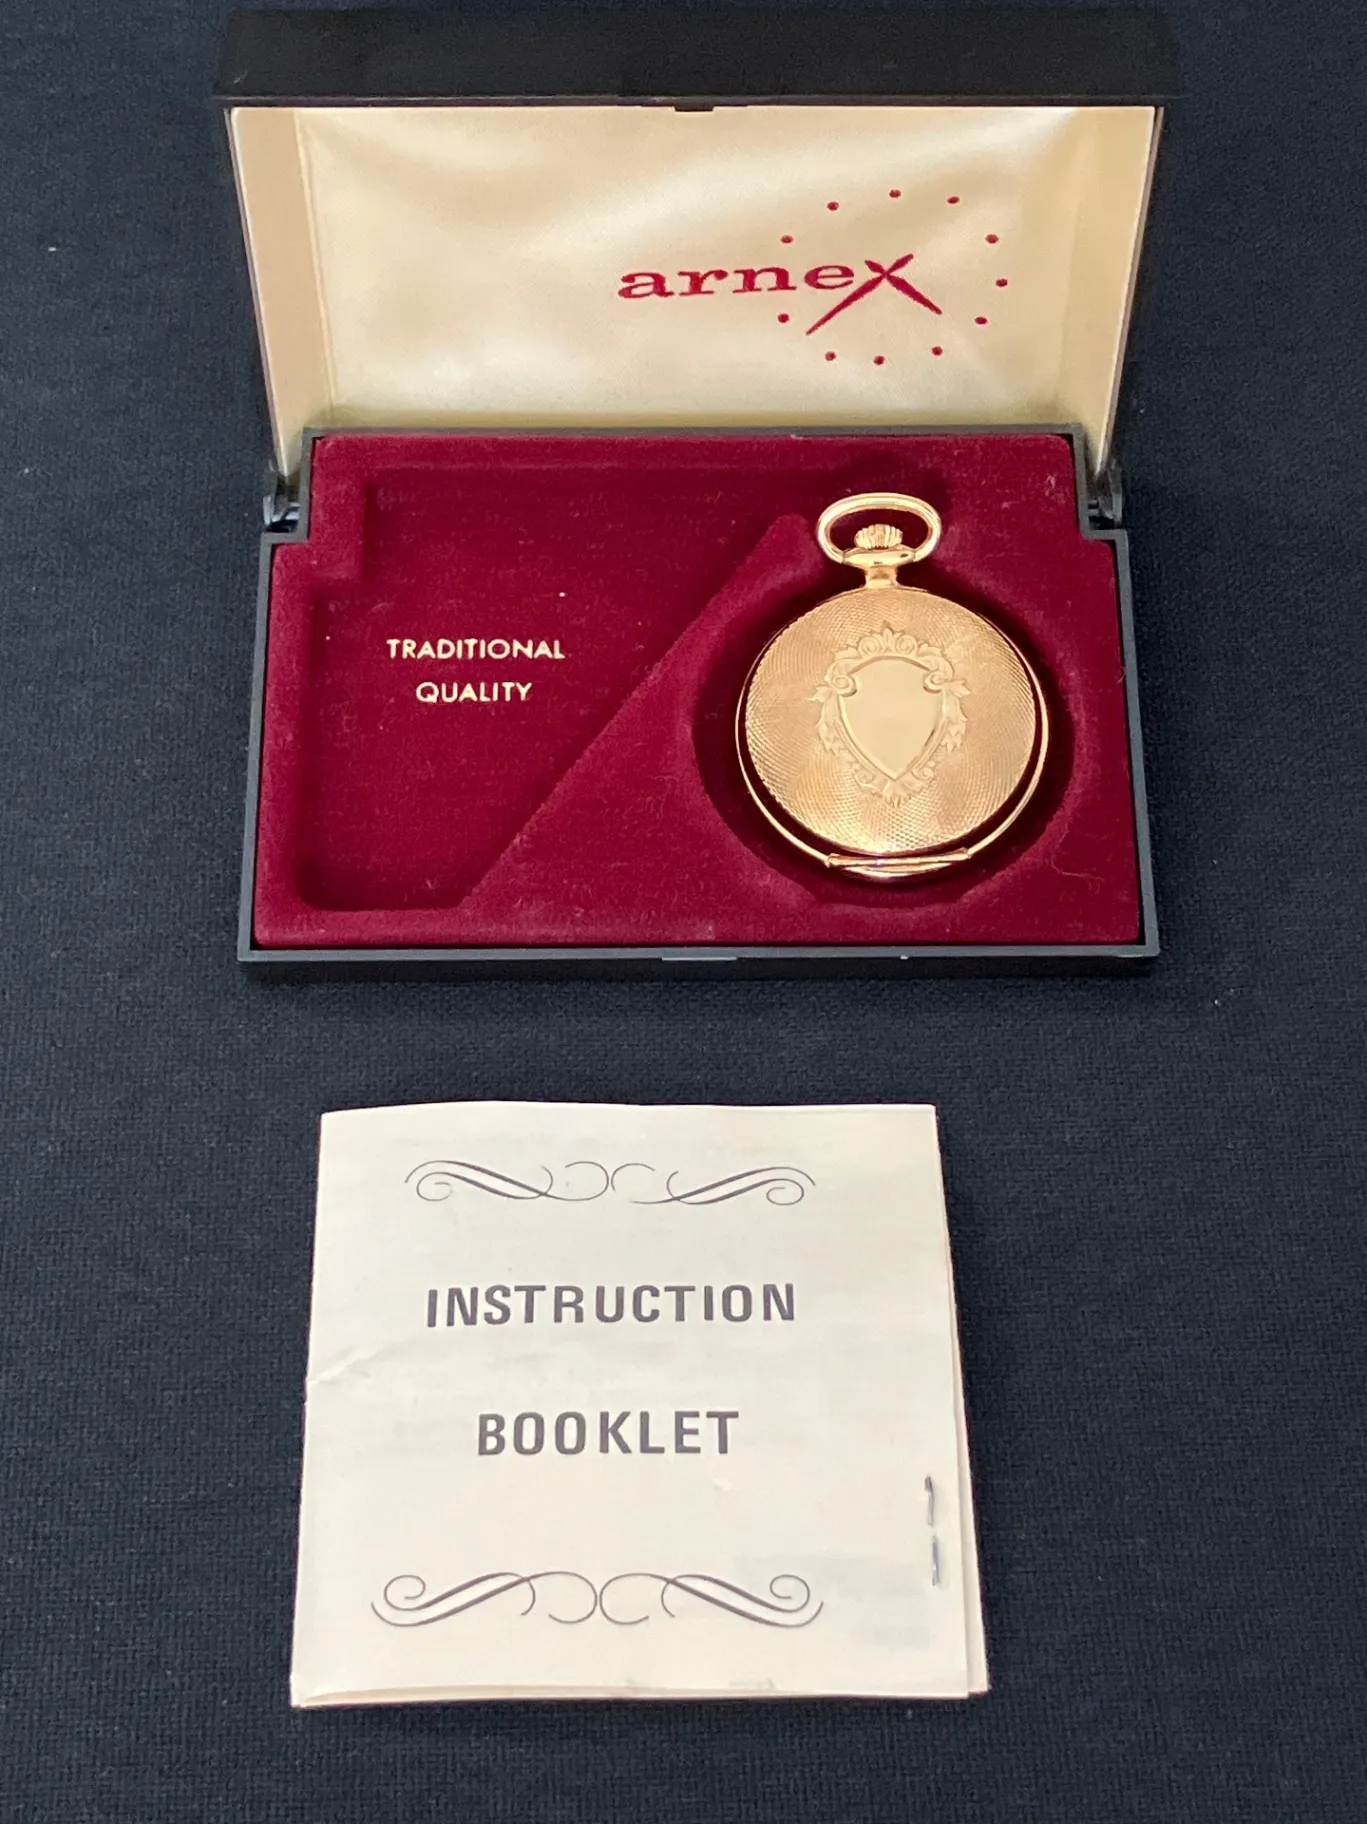 arnex
TRADITIONAL
QUALITY
INSTRUCTION
BOOKLET